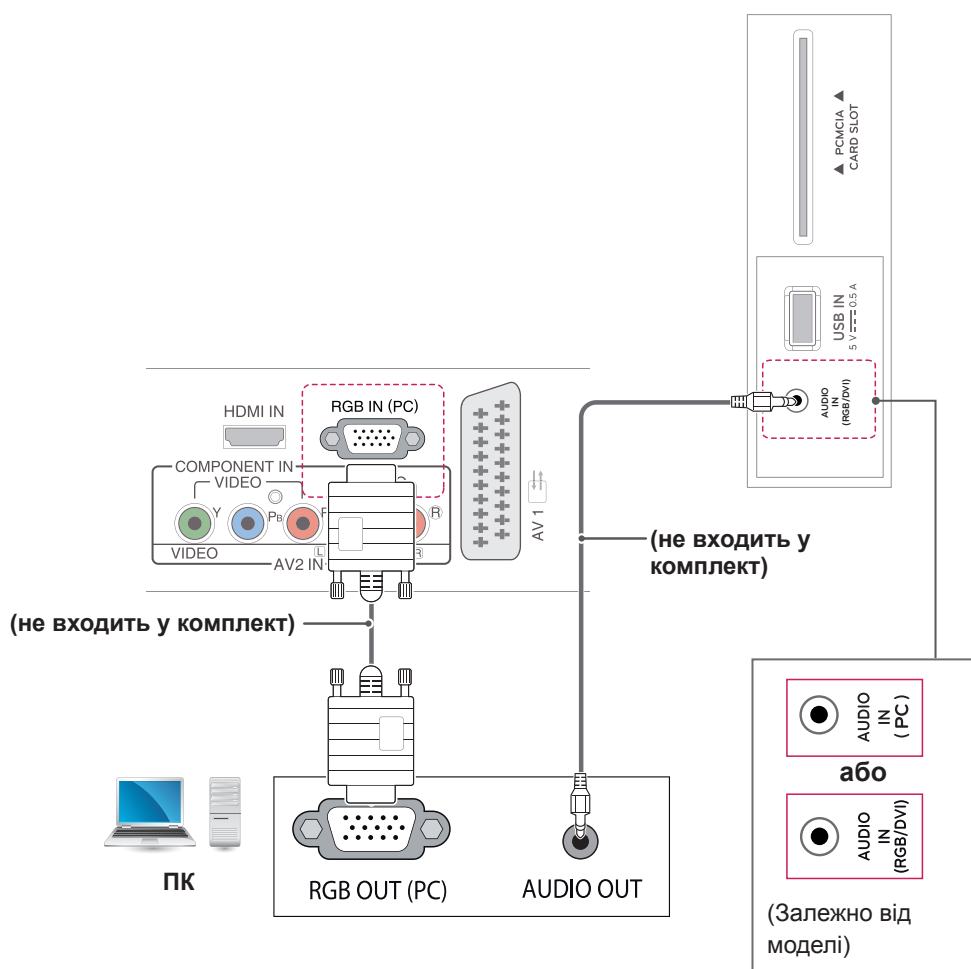 ▲ PCMCIA ▲
CARD SLOT
USB IN
5 V 0.5 A
AUDIO
IN
(RGB/DVI)
HDMI IN
RGB IN (PC)
COMPONENT IN
VIDEO
Y
PB
R
VIDEO
L
R
AV2 IN
AV 1
(не входить у
комплект)
(не входить у комплект)
AUDIO
IN
(PC)
або
AUDIO
IN
(RGB/DVI)
(Залежно від
моделі)
ПК
RGB OUT (PC)
AUDIO OUT